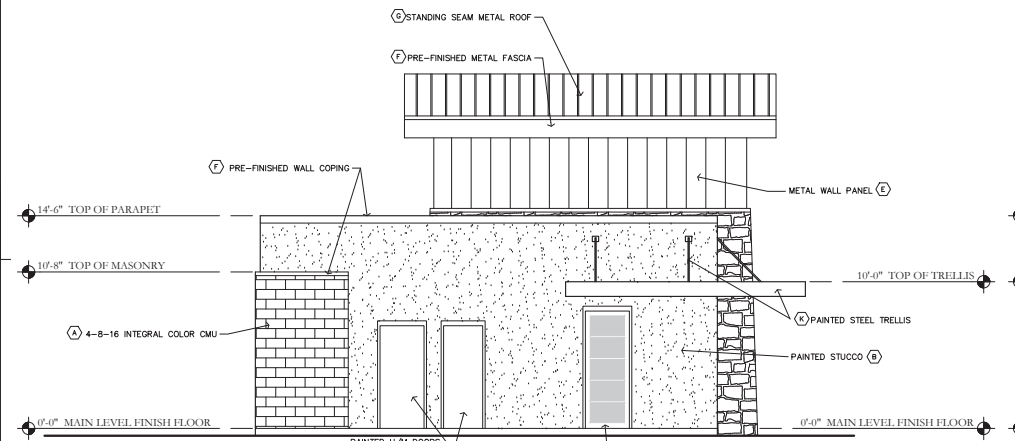 G STANDING SEAM METAL ROOF
F PRE-FINISHED METAL FASCIA
F PRE-FINISHED WALL COPING
METAL WALL PANEL E
14'-6" TOP OF PARAPET
10'-8" TOP OF MASONRY
10'-0" TOP OF TRELLIS
K PAINTED STEEL TRELLIS
A 4-8-16 INTEGRAL COLOR CMU
PAINTED STUCCO B
0'-0" MAIN LEVEL FINISH FLOOR
0'-0" MAIN LEVEL FINISH FLOOR
PAINTED H/M DOORS